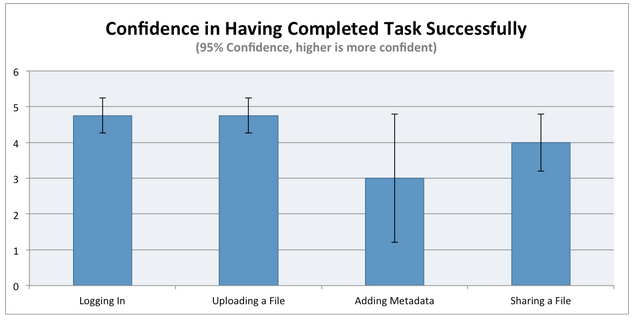 Confidence in Having Completed Task Successfully
(95% Confidence, higher is more confident)
6
5
4
3
2
1
0
Logging In Uploading a File Adding Metadata Sharing a File